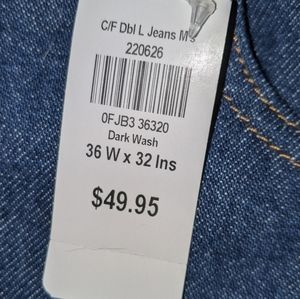 C/F Dbl L Jeans M's
220626
0FJB3 36320
Dark Wash
36 W x 32 Ins
$49.95